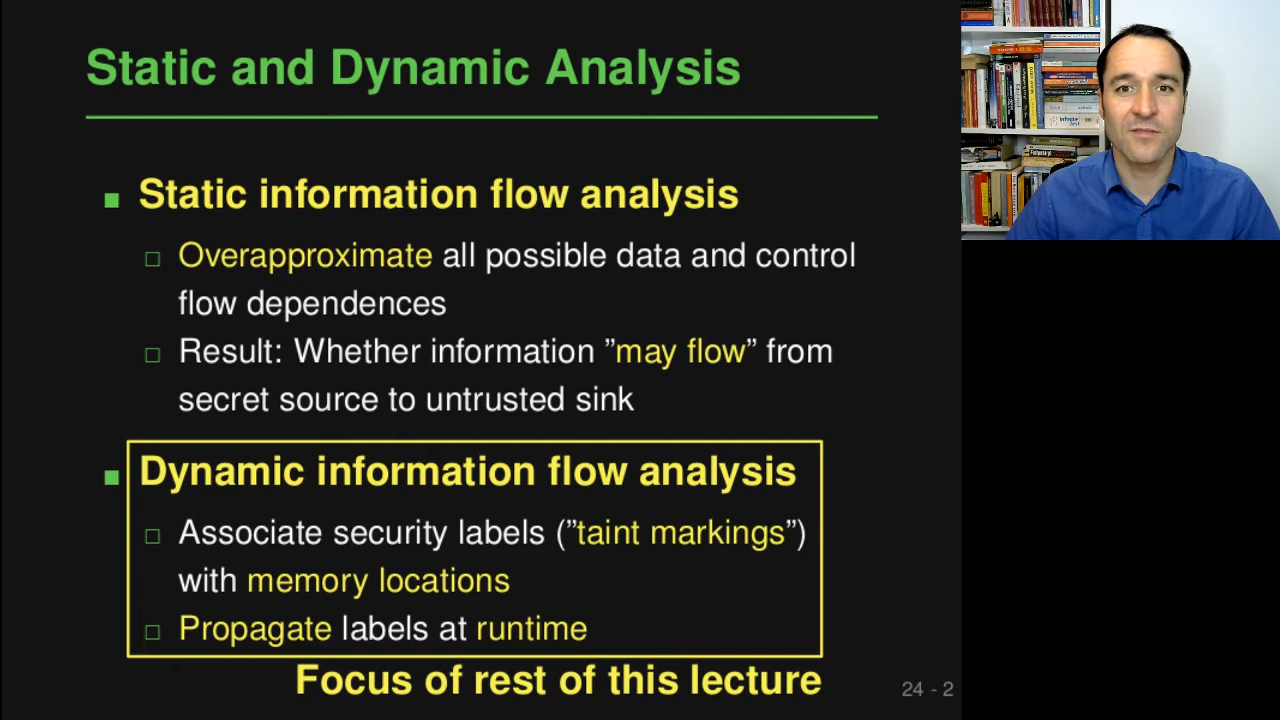 Static and Dynamic Analysis
Static information flow analysis
Overapproximate all possible data and control
flow dependences
Result: Whether information ”may flow” from
secret source to untrusted sink
Dynamic information flow analysis
Associate security labels (”taint markings”)
with memory locations
Propagate labels at runtime
Focus of rest of this lecture
24 - 2
Infinite
Jest